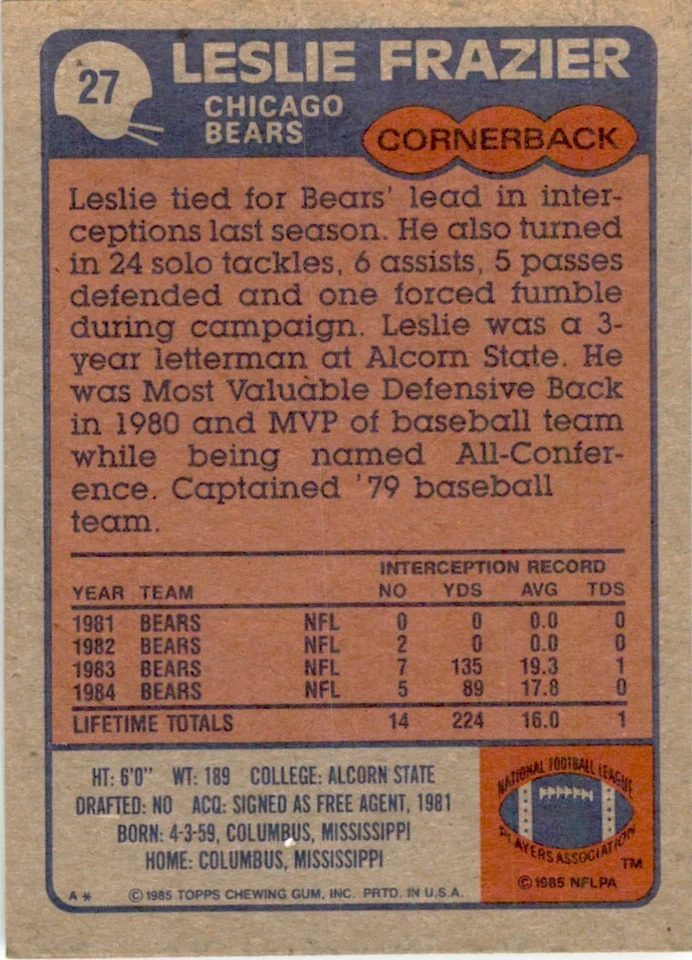 27
LESLIE FRAZIER
CHICAGO
BEARS
CORNERBACK
Leslie tied for Bears' lead in inter-
ceptions last season. He also turned
in 24 solo tackles, 6 assists, 5 passes
defended and one forced fumble
during campaign. Leslie was a 3-
year letterman at Alcorn State. He
was Most Valuable Defensive Back
in 1980 and MVP of baseball team
while being named All-Confer-
ence. Captained '79 baseball
team.
INTERCEPTION RECORD
YEAR TEAM NO YDS AVG TDS
1981 BEARS NFL 0 0 0.0 0
1982 BEARS NFL 2 0 0.0 0
1983 BEARS NFL 7 135 19.3 1
1984 BEARS NFL 5 89 17.8 0
LIFETIME TOTALS 14 224 16.0 1
HT: 6'0" WT: 189 COLLEGE: ALCORN STATE
DRAFTED: NO ACQ: SIGNED AS FREE AGENT, 1981
BORN: 4-3-59, COLUMBUS, MISSISSIPPI
HOME: COLUMBUS, MISSISSIPPI
A* ©1985 TOPPS CHEWING GUM, INC. PRTD. IN U.S.A.
NATIONAL FOOTBALL LEAGUE
PLAYERS ASSOCIATION
TM
©1985 NFLPA